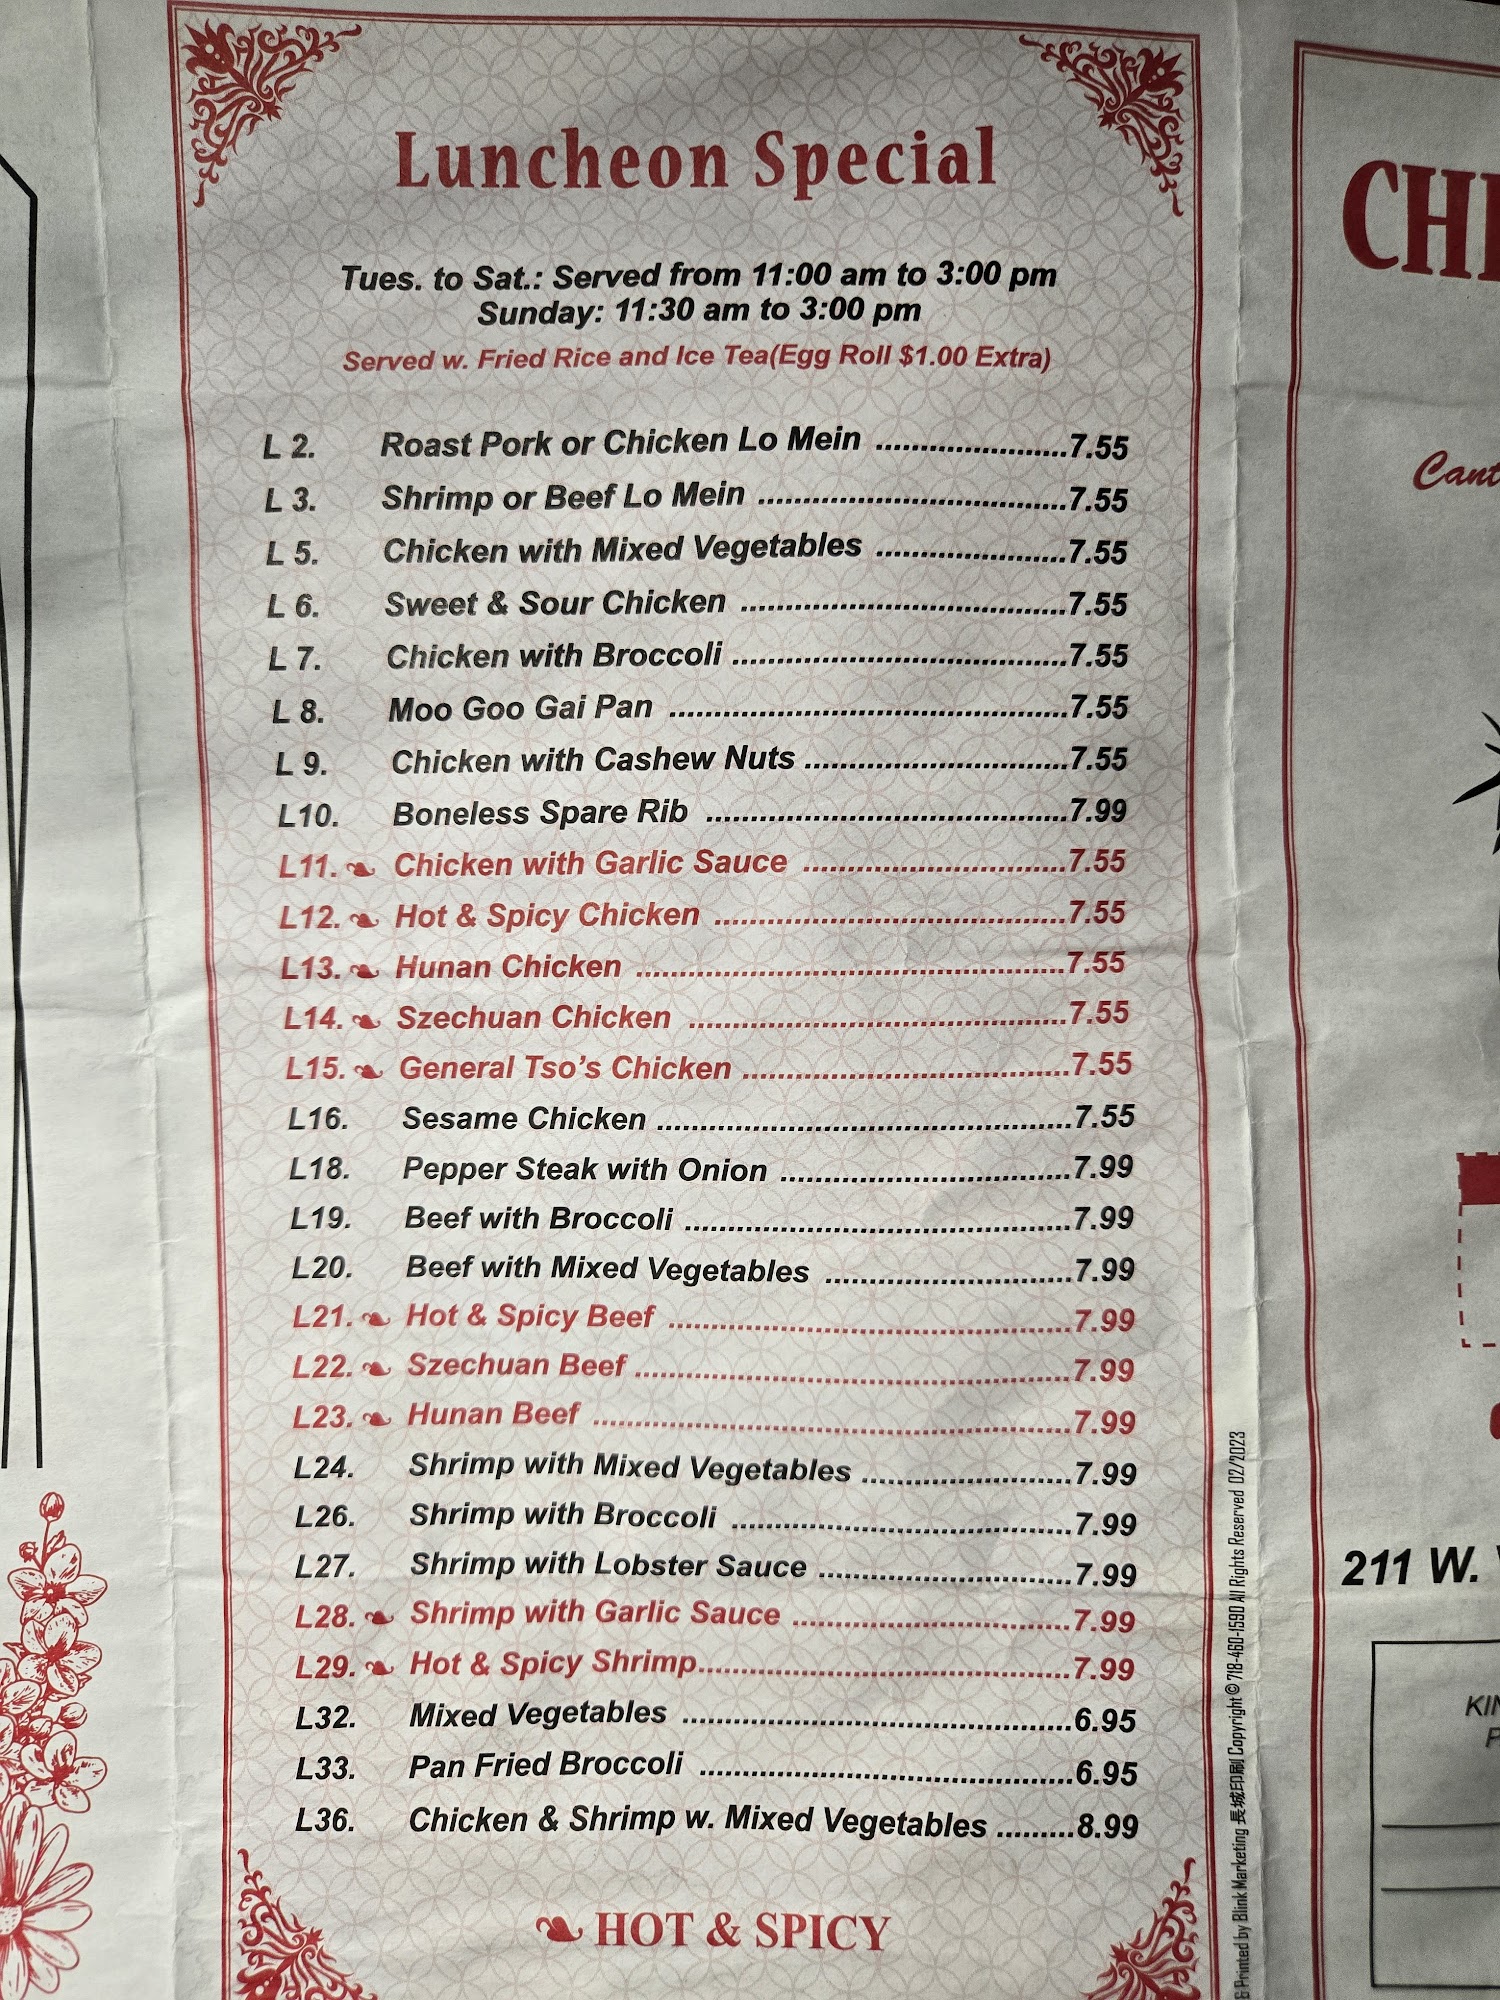 Luncheon Special
Tues. to Sat.: Served from 11:00 am to 3:00 pm
Sunday: 11:30 am to 3:00 pm
Served w. Fried Rice and Ice Tea(Egg Roll $1.00 Extra)
L 2. Roast Pork or Chicken Lo Mein ......................7.55
L 3. Shrimp or Beef Lo Mein ...................................7.55
L 5. Chicken with Mixed Vegetables ......................7.55
L 6. Sweet & Sour Chicken .....................................7.55
L 7. Chicken with Broccoli ......................................7.55
L 8. Moo Goo Gai Pan .............................................7.55
L 9. Chicken with Cashew Nuts ..............................7.55
L10. Boneless Spare Rib .........................................7.99
L11. Chicken with Garlic Sauce ..............................7.55
L12. Hot & Spicy Chicken ........................................7.55
L13. Hunan Chicken .................................................7.55
L14. Szechuan Chicken ...........................................7.55
L15. General Tso's Chicken .....................................7.55
L16. Sesame Chicken ...............................................7.55
L18. Pepper Steak with Onion .................................7.99
L19. Beef with Broccoli ............................................7.99
L20. Beef with Mixed Vegetables ............................7.99
L21. Hot & Spicy Beef ..............................................7.99
L22. Szechuan Beef ..................................................7.99
L23. Hunan Beef .......................................................7.99
L24. Shrimp with Mixed Vegetables ........................7.99
L26. Shrimp with Broccoli .......................................7.99
L27. Shrimp with Lobster Sauce .............................7.99
L28. Shrimp with Garlic Sauce ................................7.99
L29. Hot & Spicy Shrimp...........................................7.99
L32. Mixed Vegetables .............................................6.95
L33. Pan Fried Broccoli ...........................................6.95
L36. Chicken & Shrimp w. Mixed Vegetables .........8.99
HOT & SPICY
& Printed by Blink Marketing 長城印刷 Copyright © 718-460-1590 All Rights Reserved 02/2023
211 W.